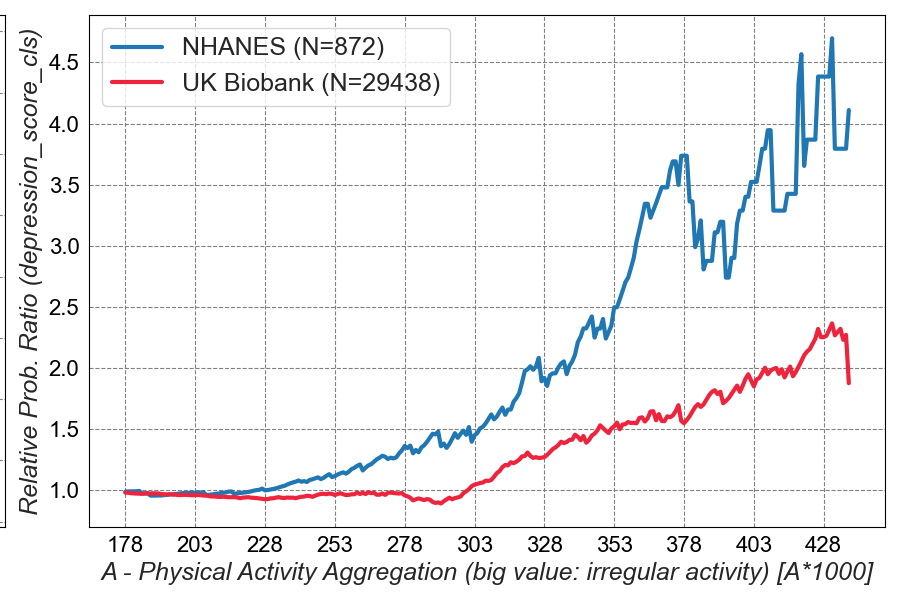 NHANES (N=872)
UK Biobank (N=29438)
Relative Prob. Ratio (depression_score_cls)
4.5
4.0
3.5
3.0
2.5
2.0
1.5
1.0
178 203 228 253 278 303 328 353 378 403 428
A - Physical Activity Aggregation (big value: irregular activity) [A*1000]